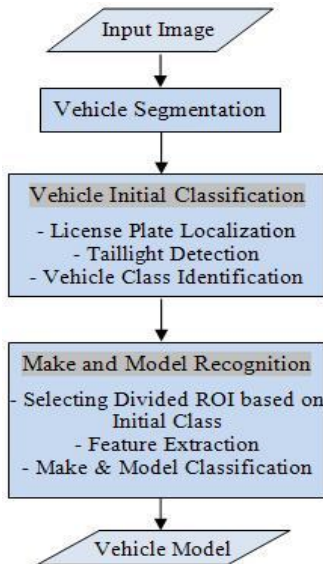 Input Image
Vehicle Segmentation
Vehicle Initial Classification
- License Plate Localization
- Taillight Detection
- Vehicle Class Identification
Make and Model Recognition
- Selecting Divided ROI based on
Initial Class
- Feature Extraction
- Make & Model Classification
Vehicle Model